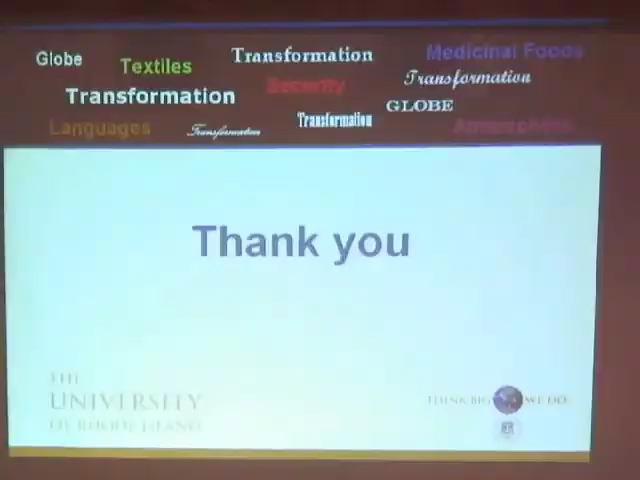 Globe
Textiles
Transformation
Medicinal Foods
Transformation
Security
Transformation
GLOBE
Languages
Transformation
Transformation
Thank you
THE
UNIVERSITY
OF RHODE ISLAND
THINK BIG WE DO